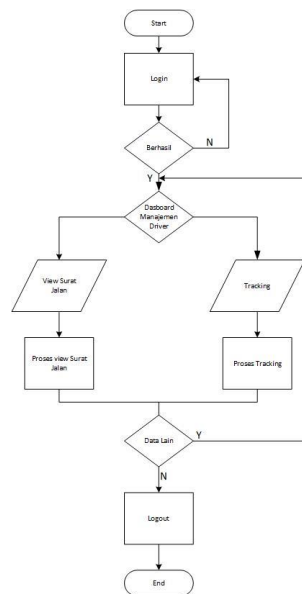 Start
Login
Berhasil
N
Y
Dasboard
Manajemen
Driver
View Surat
Jalan
Tracking
Proses view Surat
Jalan
Proses Tracking
Data Lain
Y
N
Logout
End